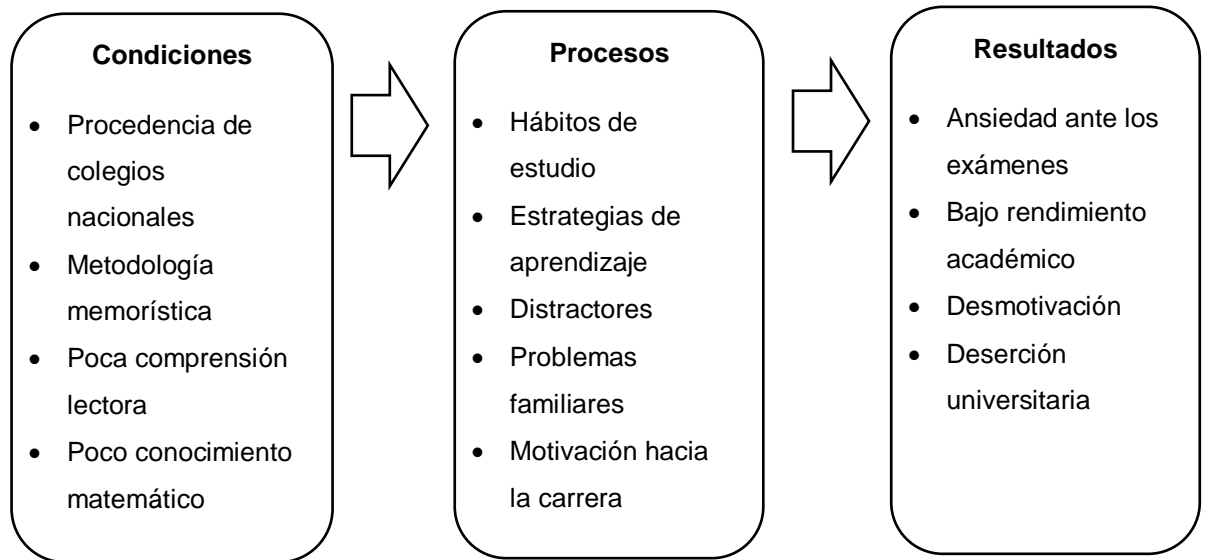 Condiciones
• Procedencia de
colegios
nacionales
• Metodología
memorística
• Poca comprensión
lectora
• Poco conocimiento
matemático
Procesos
• Hábitos de
estudio
• Estrategias de
aprendizaje
• Distractores
• Problemas
familiares
• Motivación hacia
la carrera
Resultados
• Ansiedad ante los
exámenes
• Bajo rendimiento
académico
• Desmotivación
• Deserción
universitaria